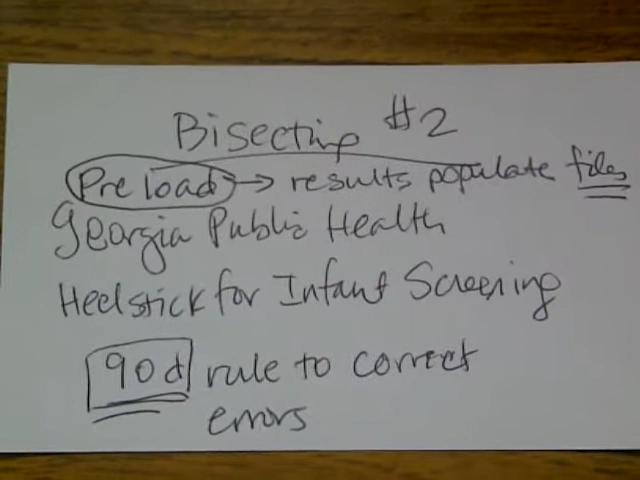 Bisecting #2
Preload → results populate files
Georgia Public Health
Heelstick for Infant Screening
90d rule to correct
errors